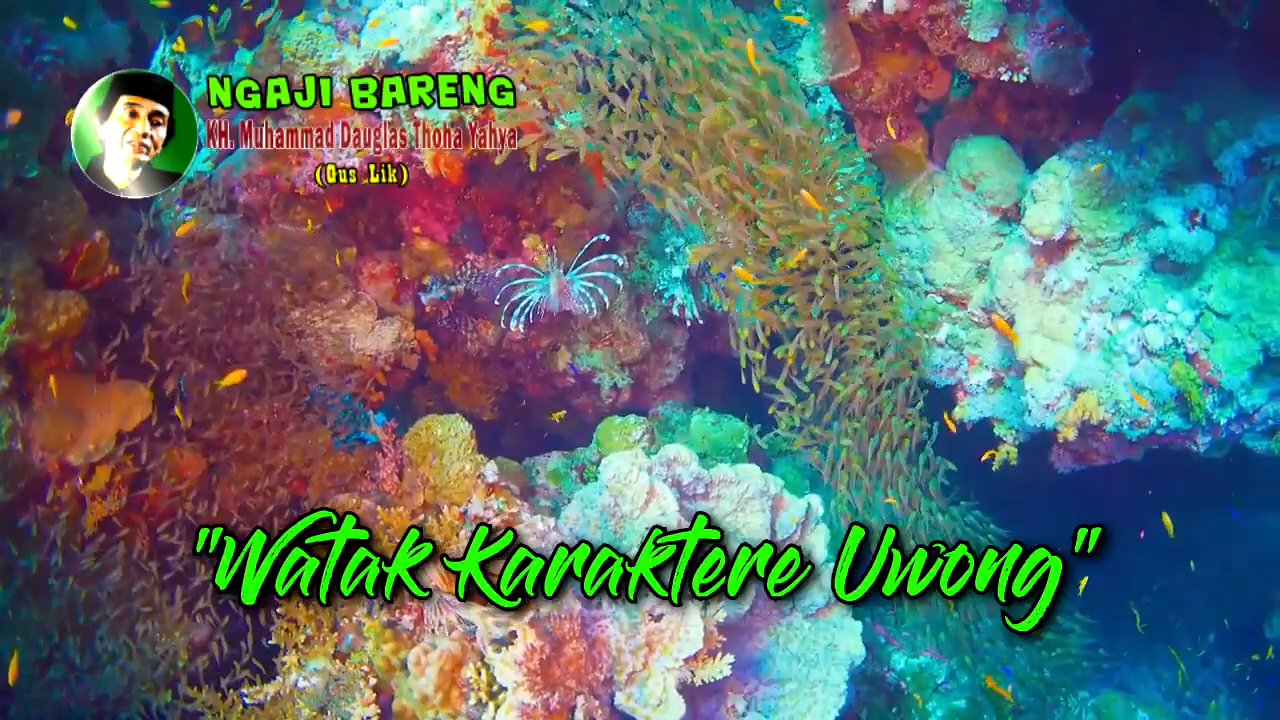 NGAJI BARENG
KH. Muhammad Dauglas Thoha Yahya
(Gus Lik)
"Watak Karaktere Uwong"